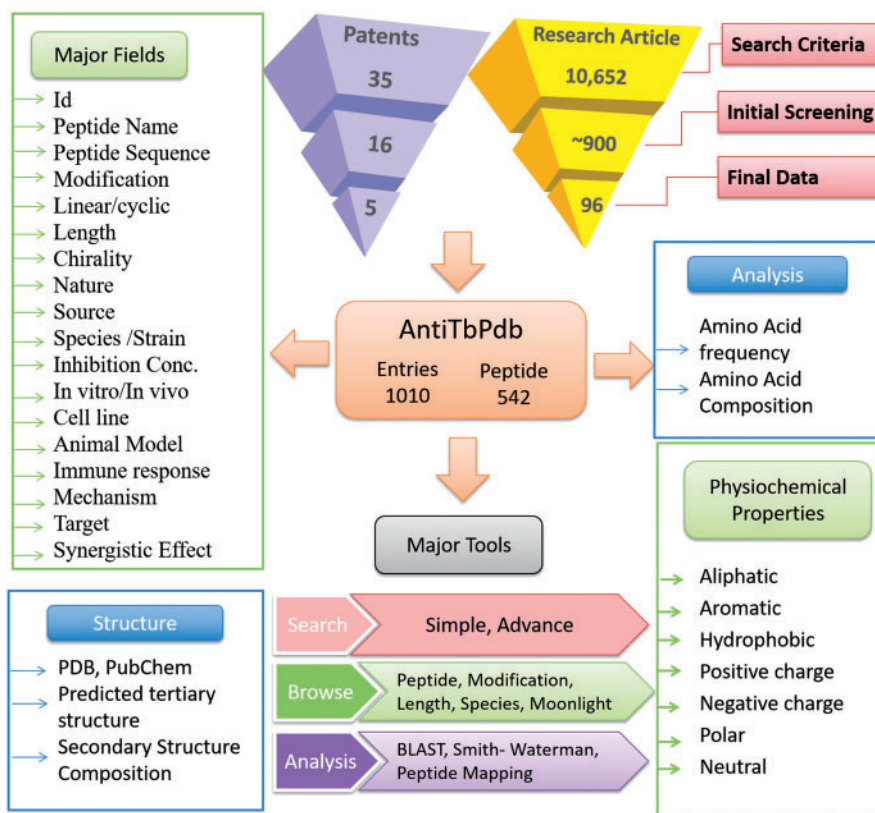 Major Fields
Id
Peptide Name
Peptide Sequence
Modification
Linear/cyclic
Length
Chirality
Nature
Source
Species /Strain
Inhibition Conc.
In vitro/In vivo
Cell line
Animal Model
Immune response
Mechanism
Target
Synergistic Effect
Patents
35
16
5
Research Article
10,652
~900
96
Search Criteria
Initial Screening
Final Data
AntiTbPdb
Entries Peptide
1010 542
Analysis
Amino Acid
frequency
Amino Acid
Composition
Major Tools
Search
Simple, Advance
Browse
Peptide, Modification,
Length, Species, Moonlight
Analysis
BLAST, Smith- Waterman,
Peptide Mapping
Structure
PDB, PubChem
Predicted tertiary
structure
Secondary Structure
Composition
Physiochemical
Properties
Aliphatic
Aromatic
Hydrophobic
Positive charge
Negative charge
Polar
Neutral